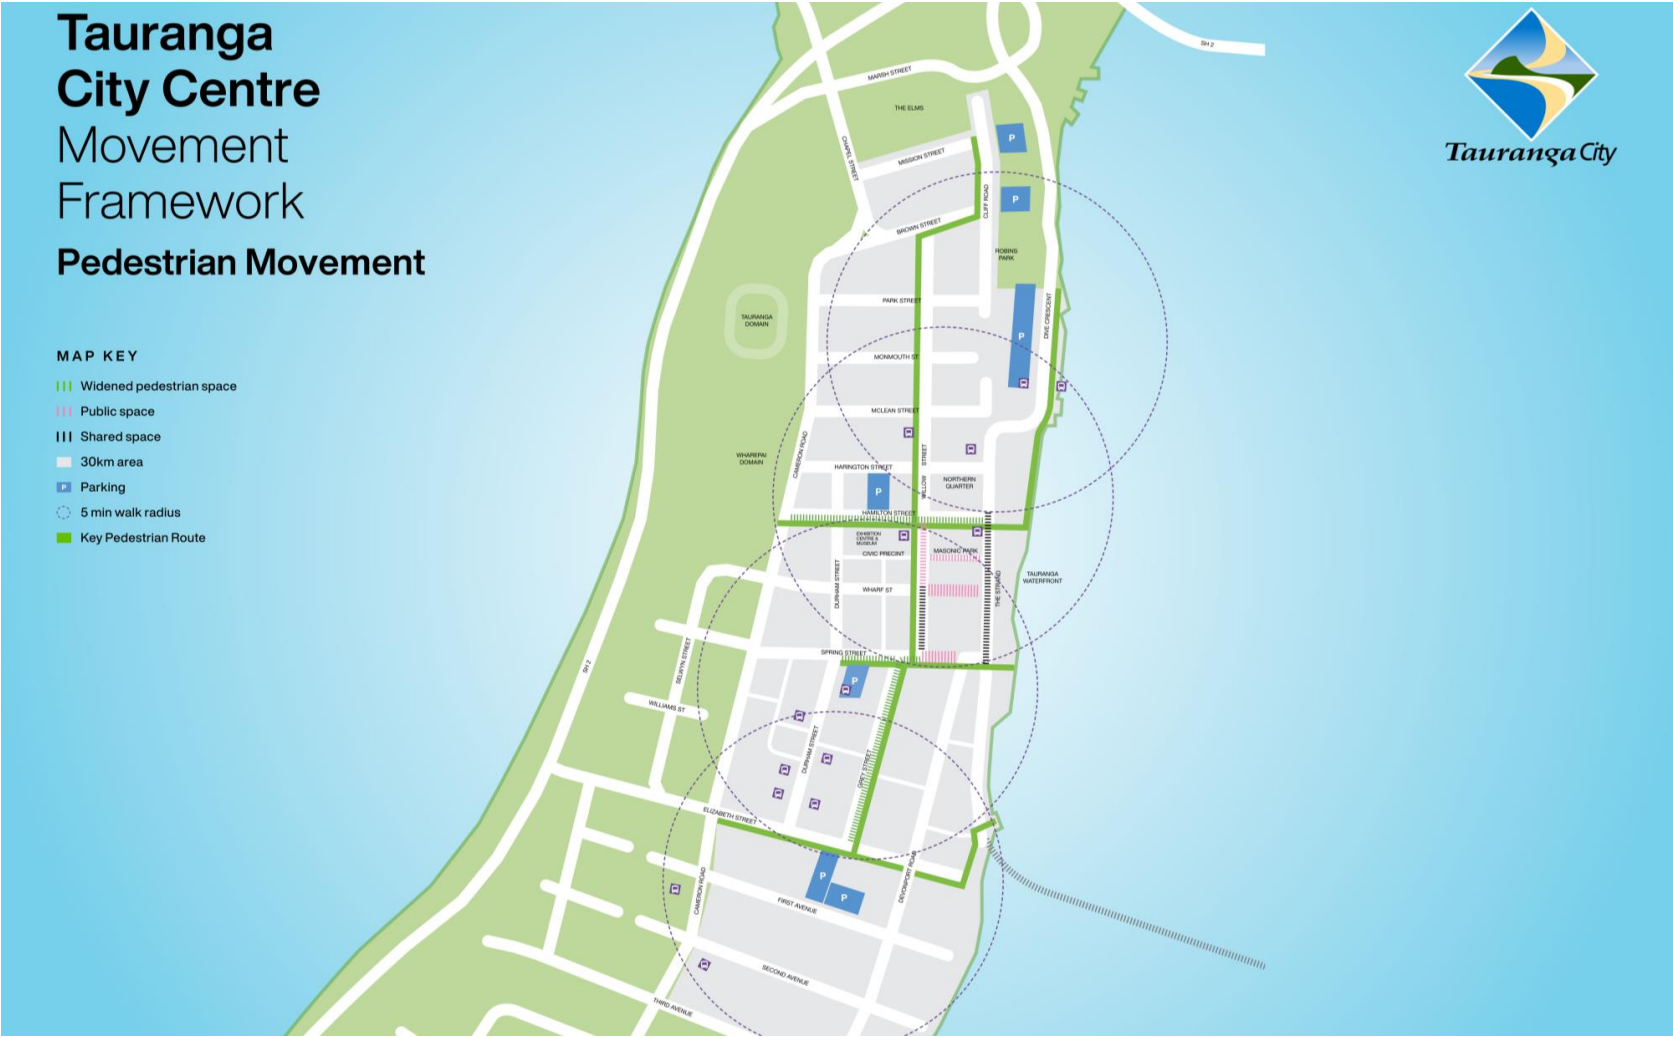 Tauranga
City Centre
Movement
Framework
Pedestrian Movement
MAP KEY
Widened pedestrian space
Public space
Shared space
30km area
P Parking
5 min walk radius
Key Pedestrian Route
Tauranga City
SH 2
MARSH STREET
THE ELMS
CHAPEL STREET
MISSION STREET
P
CLIFF ROAD
P
BROWN STREET
ROBINS
PARK
PARK STREET
DIVE CRESCENT
TAURANGA
DOMAIN
P
MONMOUTH ST
MCLEAN STREET
CAMERON ROAD
WHAREPAI
DOMAIN
HARINGTON STREET
WILLOW STREET
NORTHERN
QUARTER
P
HAMILTON STREET
EXHIBITION
CENTRE &
MUSEUM
CIVIC PRECINT
MASONIC PARK
DURHAM STREET
WHARF ST
THE STRAND
TAURANGA
WATERFRONT
SPRING STREET
SELWYN STREET
SH 2
P
WILLIAMS ST
DURHAM STREET
GREY STREET
ELIZABETH STREET
DEVONPORT ROAD
P
P
CAMERON ROAD
FIRST AVENUE
SECOND AVENUE
THIRD AVENUE